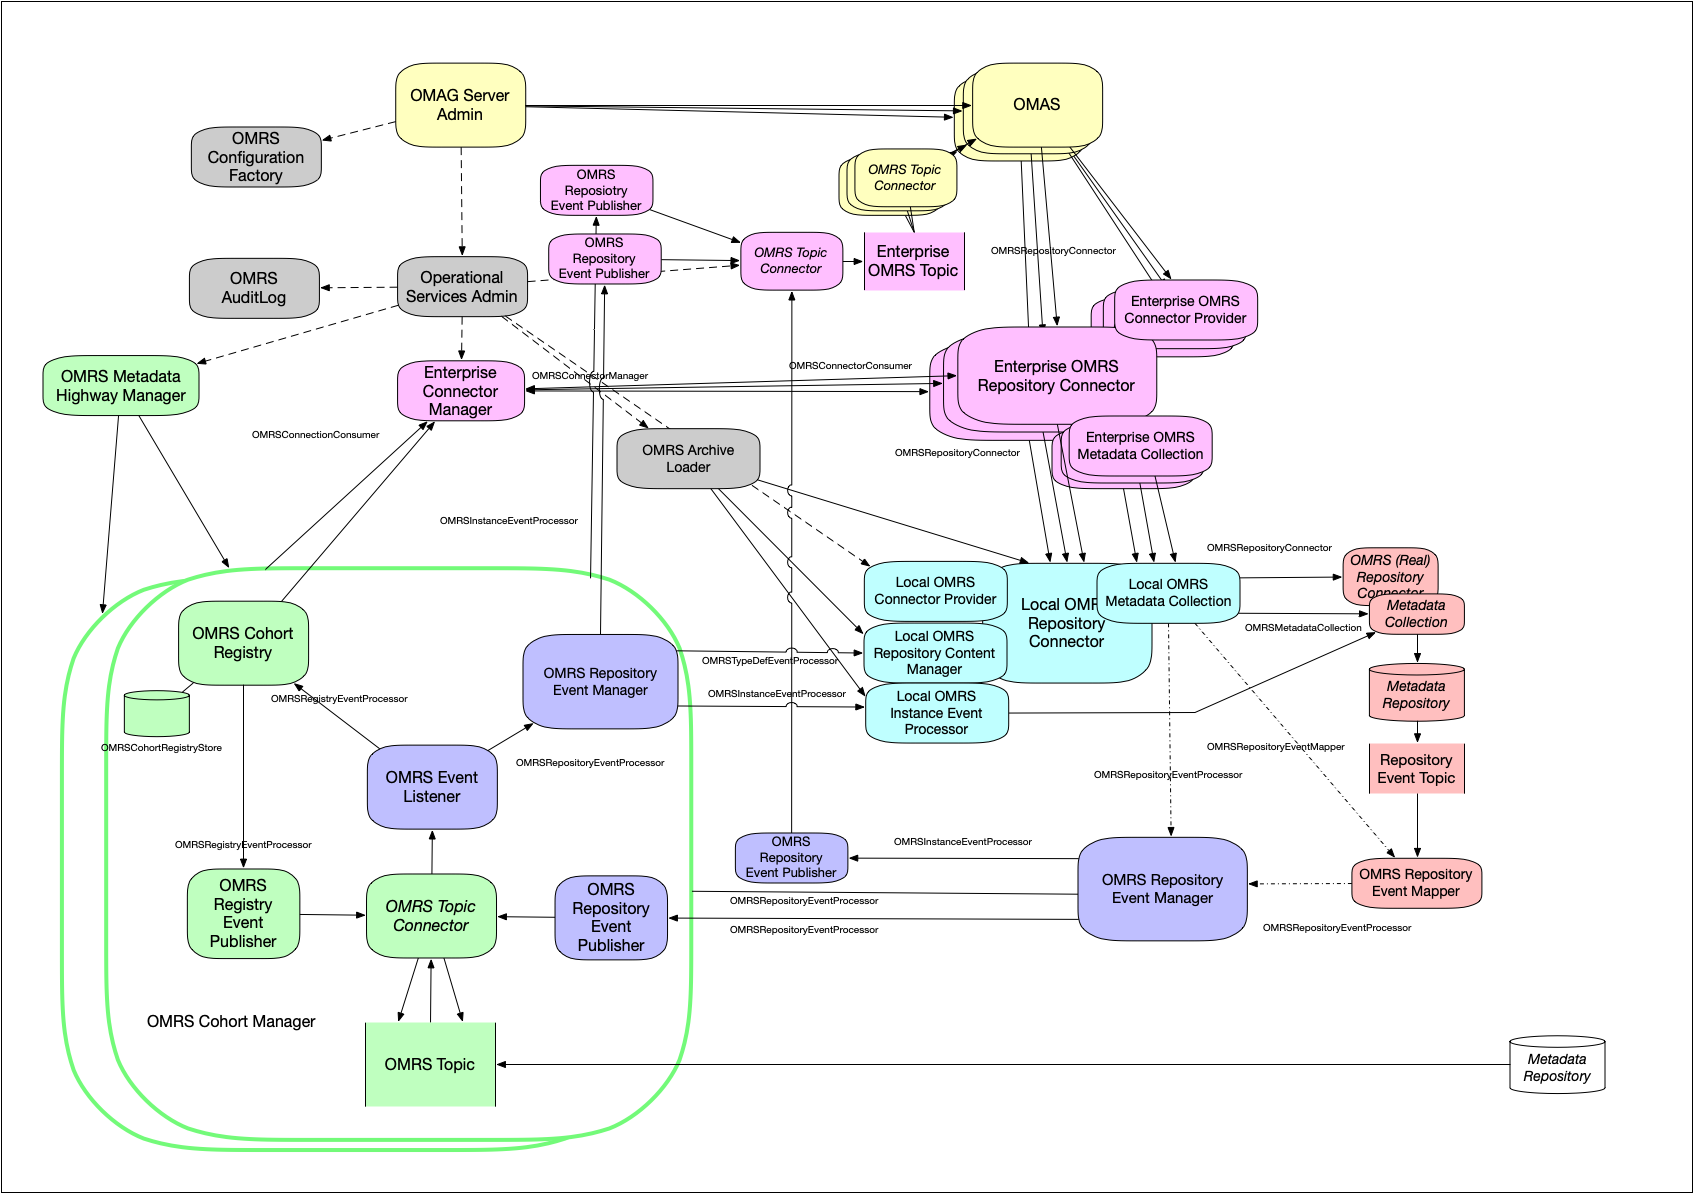 OMAG Server
Admin
OMAS
OMRS
Configuration
Factory
OMRS
Reposiotry
Event Publisher
OMRS Topic
Connector
OMRS
Repository
Event Publisher
OMRS Topic
Connector
Enterprise
OMRS Topic
OMRSRepositoryConnector
OMRS
AuditLog
Operational
Services Admin
Enterprise OMRS
Connector Provider
OMRS Metadata
Highway Manager
Enterprise
Connector
Manager
OMRSConnectorManager
OMRSConnectorConsumer
Enterprise OMRS
Repository Connector
OMRSConnectionConsumer
OMRS Archive
Loader
OMRSRepositoryConnector
Enterprise OMRS
Metadata Collection
OMRSInstanceEventProcessor
OMRSRepositoryConnector
Local OMRS
Connector Provider
Local OMR
Repository
Connector
Local OMRS
Metadata Collection
OMRS (Real)
Repository
Connector
Metadata
Collection
OMRSMetadataCollection
OMRS Cohort
Registry
OMRS Repository
Event Manager
OMRSTypeDefEventProcessor
Local OMRS
Repository Content
Manager
OMRSInstanceEventProcessor
Local OMRS
Instance Event
Processor
Metadata
Repository
OMRSRegistryEventProcessor
OMRSCohortRegistryStore
OMRS Event
Listener
OMRSRepositoryEventProcessor
OMRSRepositoryEventMapper
OMRSRepositoryEventProcessor
Repository
Event Topic
OMRSRegistryEventProcessor
OMRS
Repository
Event Publisher
OMRSInstanceEventProcessor
OMRS Repository
Event Manager
OMRS Repository
Event Mapper
OMRS
Registry
Event
Publisher
OMRS Topic
Connector
OMRS
Repository
Event
Publisher
OMRSRepositoryEventProcessor
OMRSRepositoryEventProcessor
OMRSRepositoryEventProcessor
OMRS Cohort Manager
OMRS Topic
Metadata
Repository